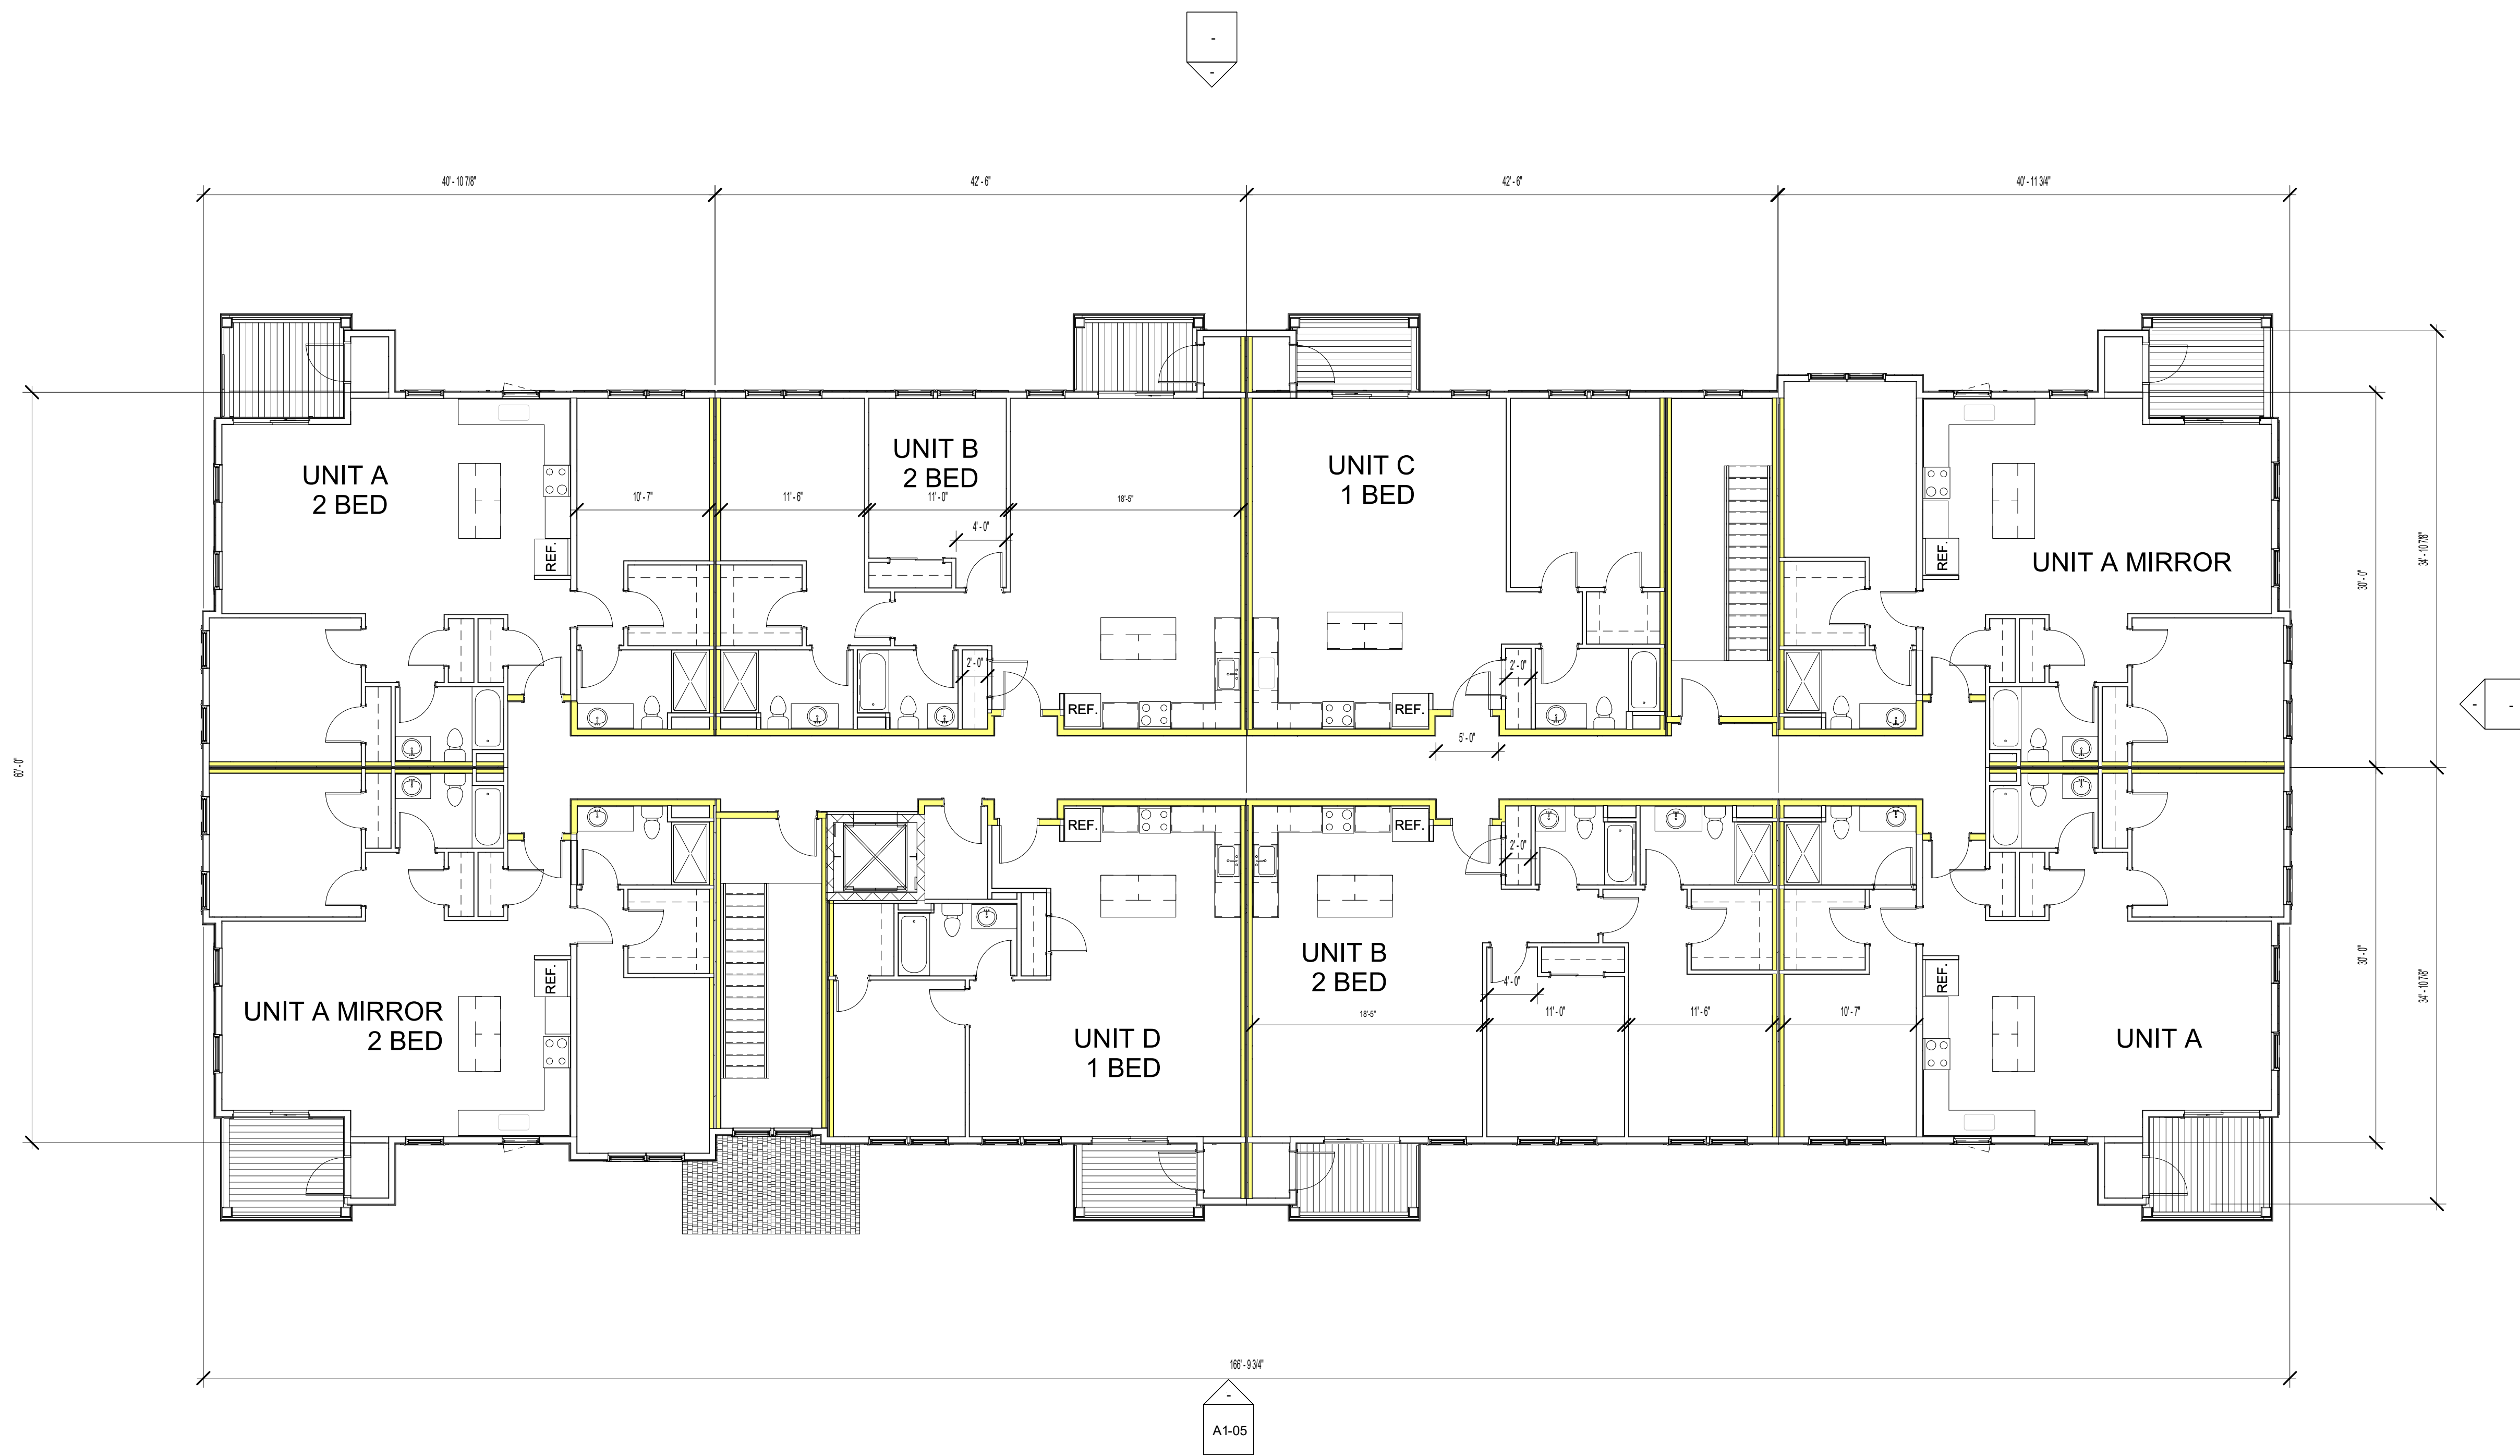 -
-
40' - 10 7/8"
42' - 6"
42' - 6"
40' - 11 3/4"
UNIT A
2 BED
REF.
10' - 7"
11' - 6"
UNIT B
2 BED
11' - 0"
4' - 0"
18'-5"
2' - 0"
REF.
UNIT C
1 BED
REF.
2' - 0"
5' - 0"
REF.
UNIT A MIRROR
60' - 0"
30' - 0"
34' - 10 7/8"
-
-
UNIT A MIRROR
2 BED
REF.
REF.
UNIT D
1 BED
REF.
2' - 0"
UNIT B
2 BED
4' - 0"
18'-5"
11' - 0"
11' - 6"
10' - 7"
REF.
UNIT A
30' - 0"
34' - 10 7/8"
166' - 9 3/4"
-
A1-05